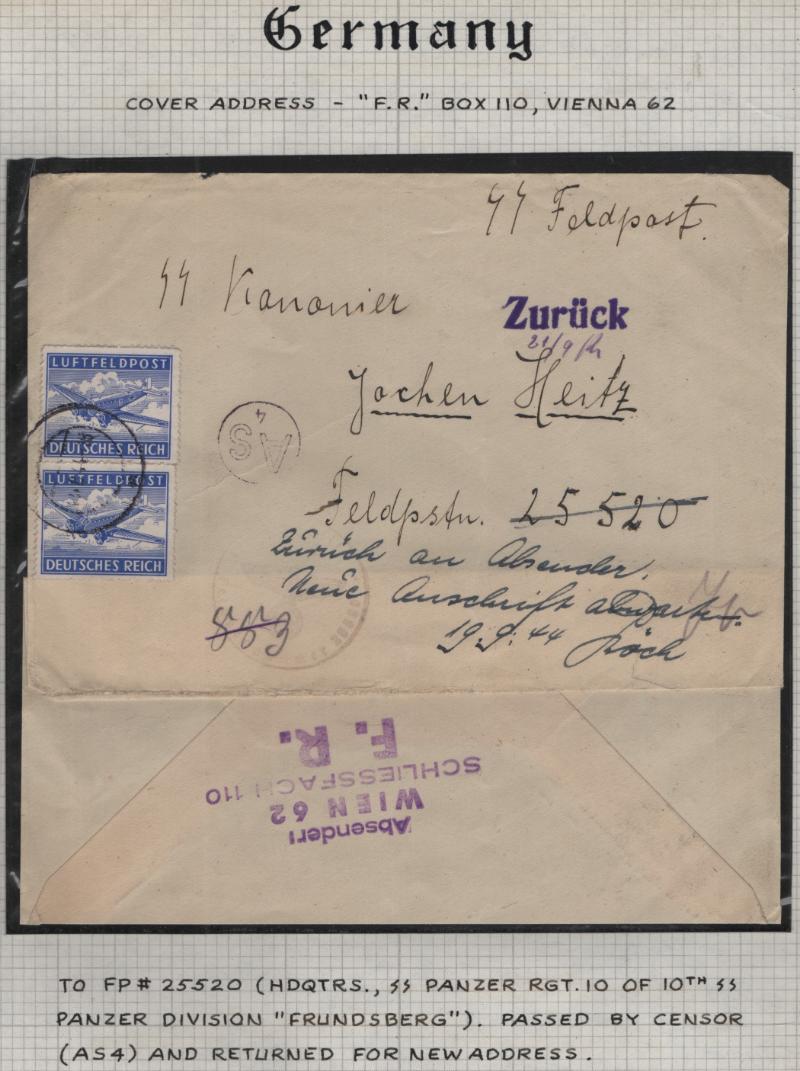 Germany
COVER ADDRESS - "F.R." BOX 110, VIENNA 62
SS Feldpost.
SS Kanonier
Zurück
21/9
Jochen Heitz
LUFTFELDPOST
DEUTSCHES REICH
AS
4
LUFTFELDPOST
DEUTSCHES REICH
Feldpstn. 25520
Zurück an Absender.
Neue Anschrift abwarten.
19.9.44
883
Absender:
WIEN 62
SCHLIESSFACH 110
F. R.
TO FP# 25520 (HDQTRS., SS PANZER RGT. 10 OF 10TH SS
PANZER DIVISION "FRUNDSBERG"). PASSED BY CENSOR
(AS4) AND RETURNED FOR NEW ADDRESS.